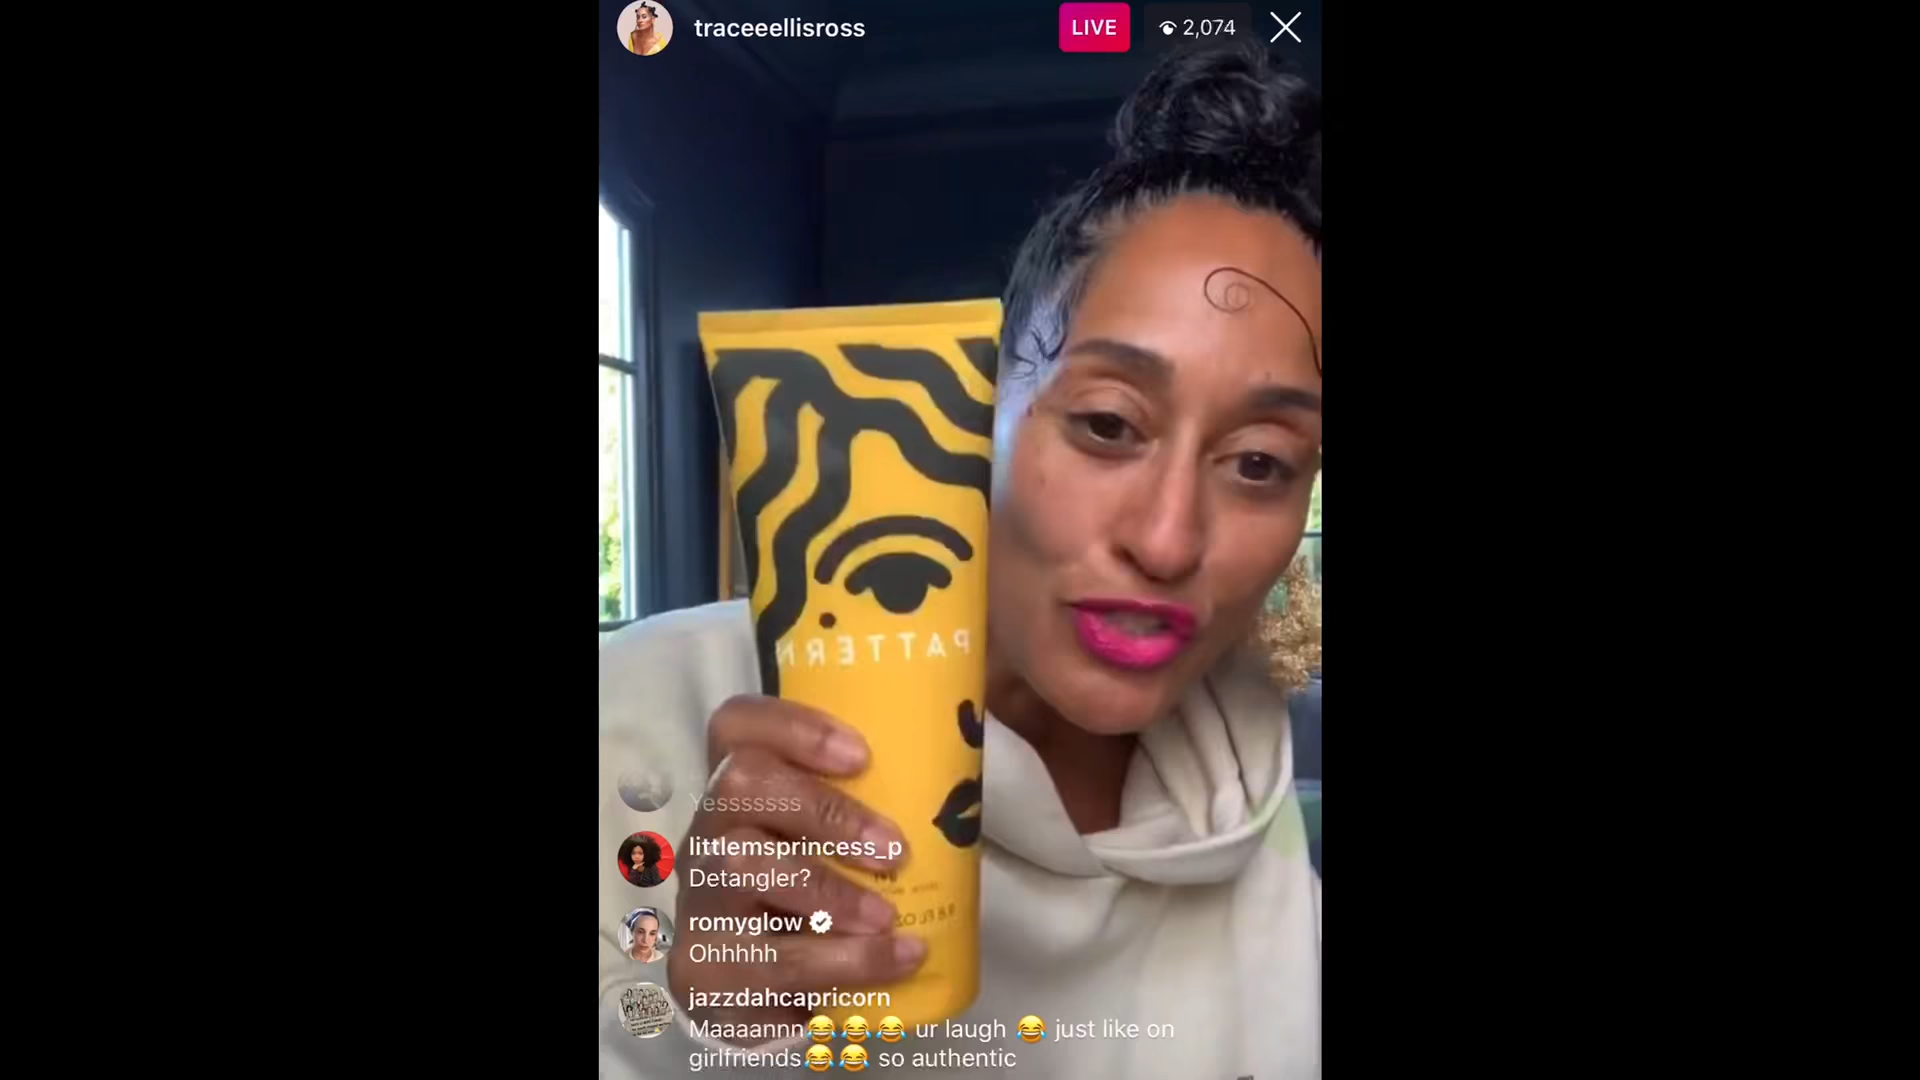 traceeellisross
LIVE
2,074
PATTERN
Yesssssss
littlemsprincess_p
Detangler?
romyglow
Ohhhhh
jazzdahcapricorn
Maaaannn😂😂😂 ur laugh 😂 just like on
girlfriends😂😂 so authentic